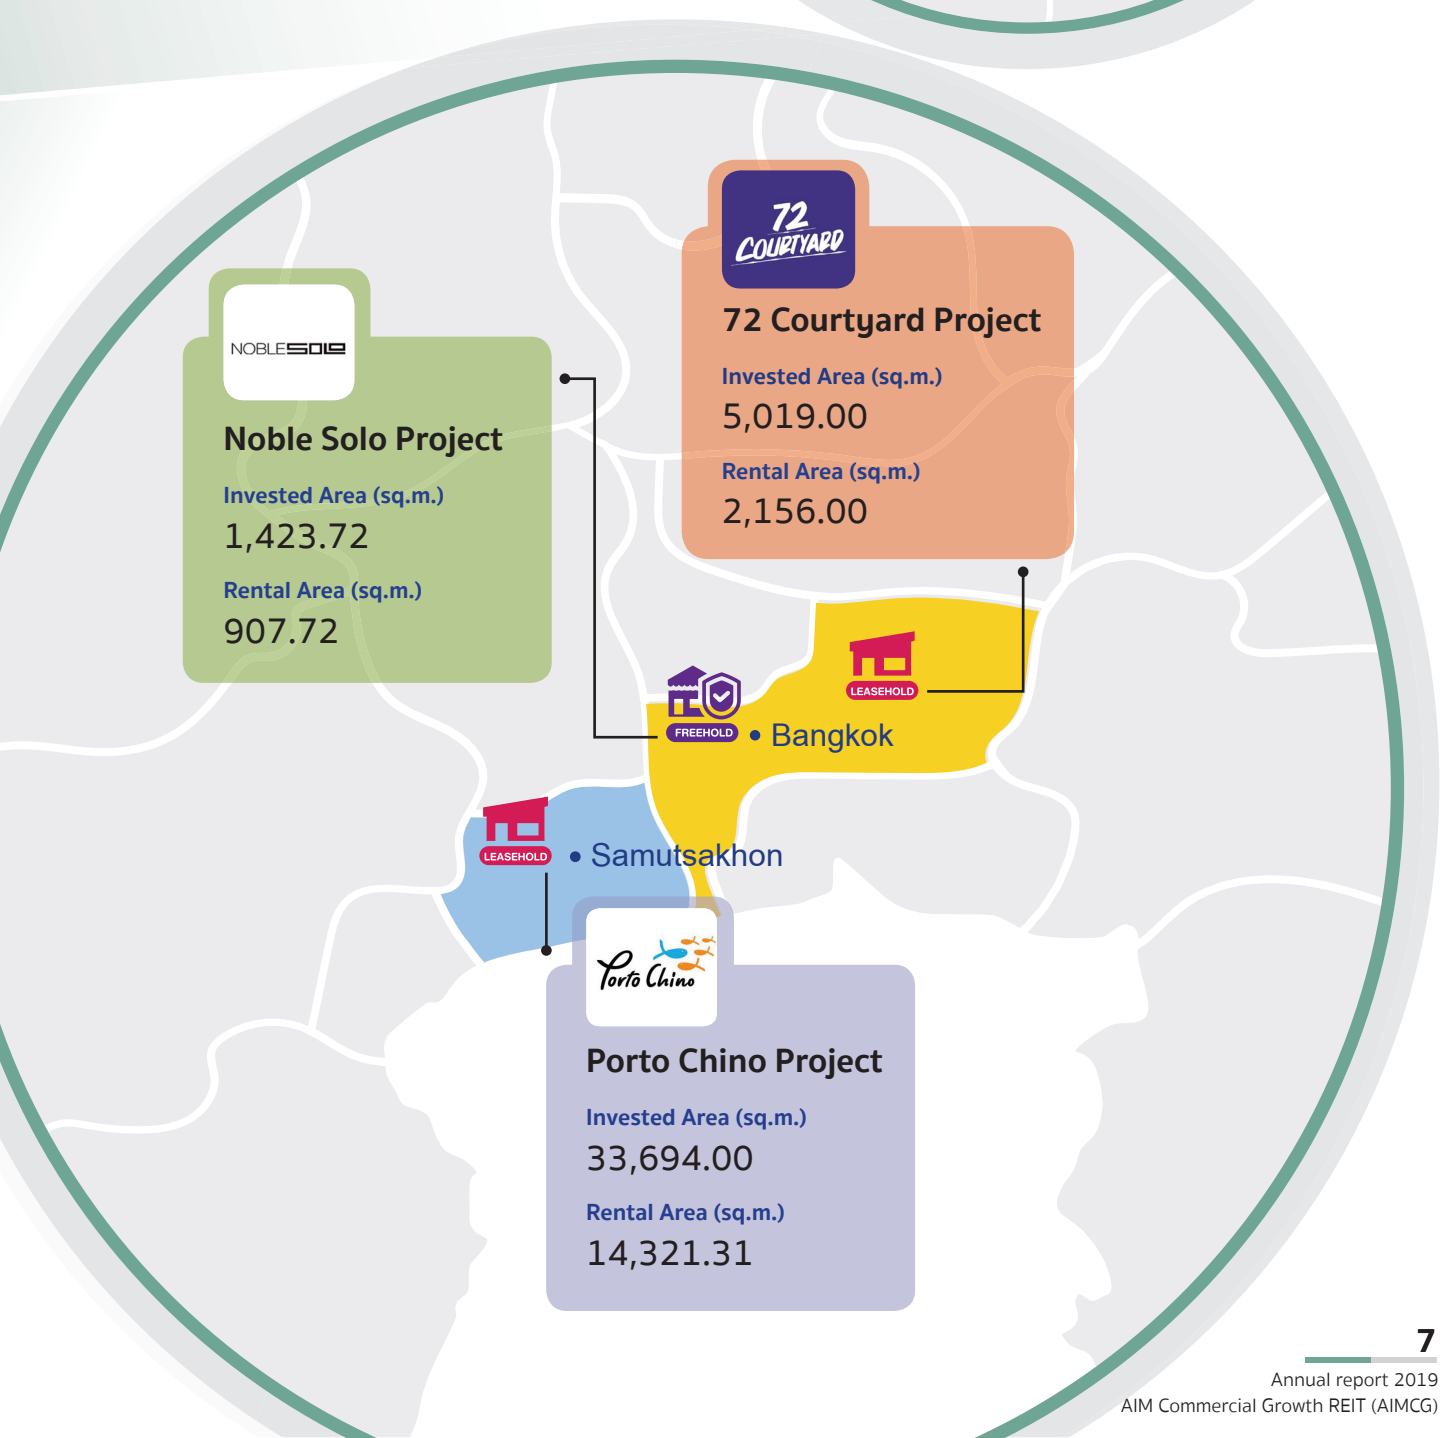 72
COURTYARD
72 Courtyard Project
Invested Area (sq.m.)
5,019.00
Rental Area (sq.m.)
2,156.00
NOBLE SOLO
Noble Solo Project
Invested Area (sq.m.)
1,423.72
Rental Area (sq.m.)
907.72
LEASEHOLD
FREEHOLD
• Bangkok
LEASEHOLD
• Samutsakhon
Porto Chino
Porto Chino Project
Invested Area (sq.m.)
33,694.00
Rental Area (sq.m.)
14,321.31
7
Annual report 2019
AIM Commercial Growth REIT (AIMCG)